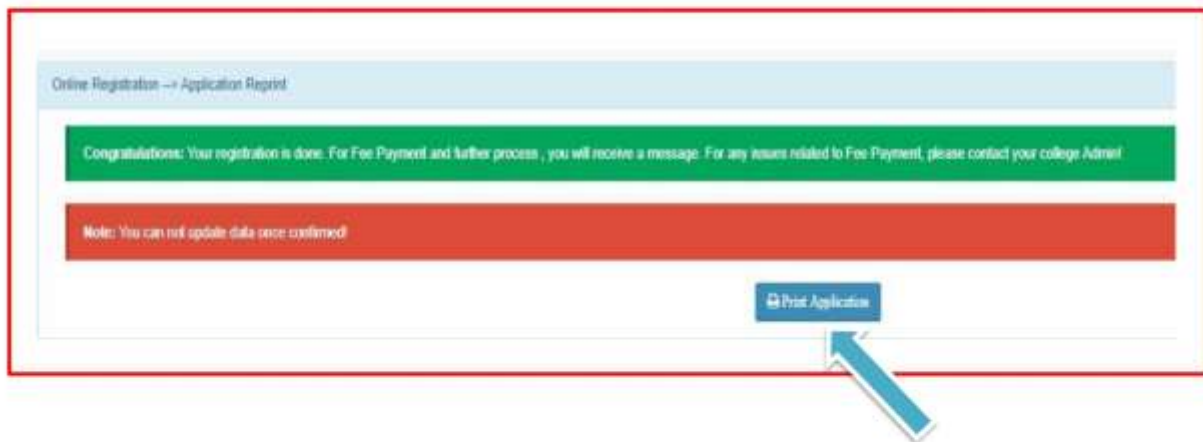 Online Registration --> Application Reprint
Congratulations: Your registration is done. For Fee Payment and further process , you will receive a message. For any issues related to Fee Payment, please contact your college Admin!
Note: You can not update data once confirmed!
Print Application